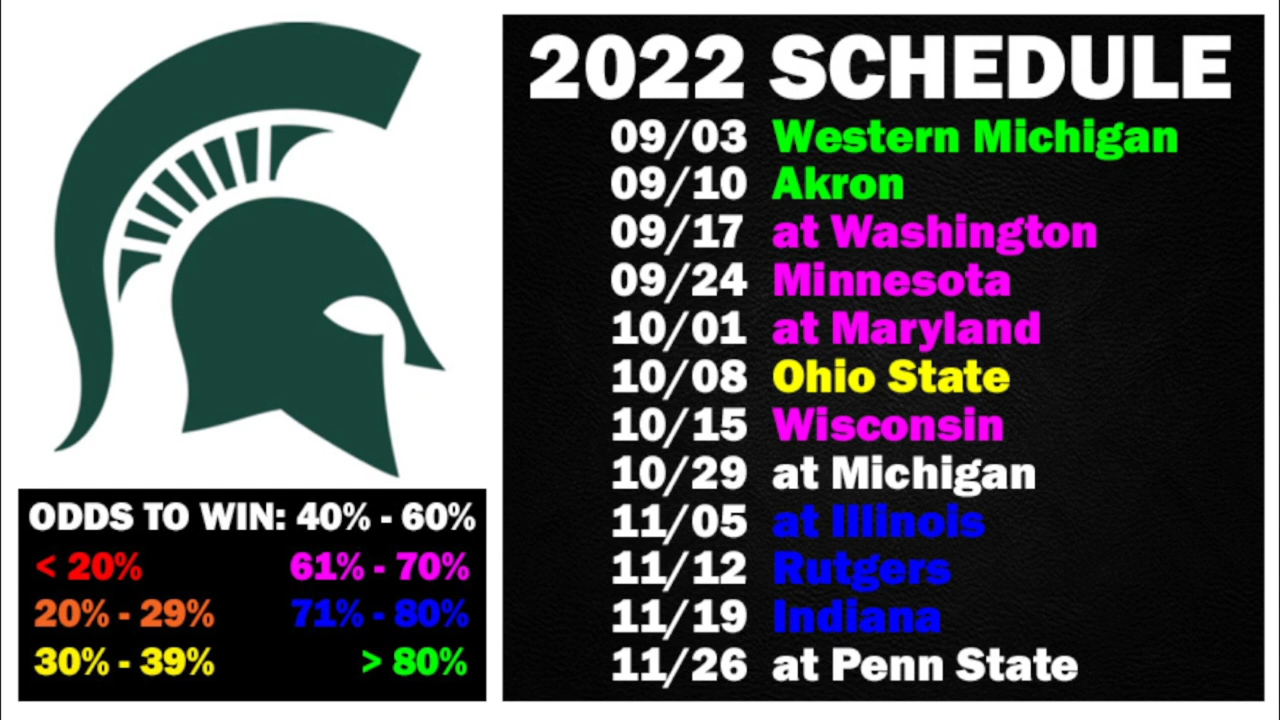 2022 SCHEDULE
09/03 Western Michigan
09/10 Akron
09/17 at Washington
09/24 Minnesota
10/01 at Maryland
10/08 Ohio State
10/15 Wisconsin
10/29 at Michigan
11/05 at Illinois
11/12 Rutgers
11/19 Indiana
11/26 at Penn State
ODDS TO WIN: 40% - 60%
< 20% 61% - 70%
20% - 29% 71% - 80%
30% - 39% > 80%